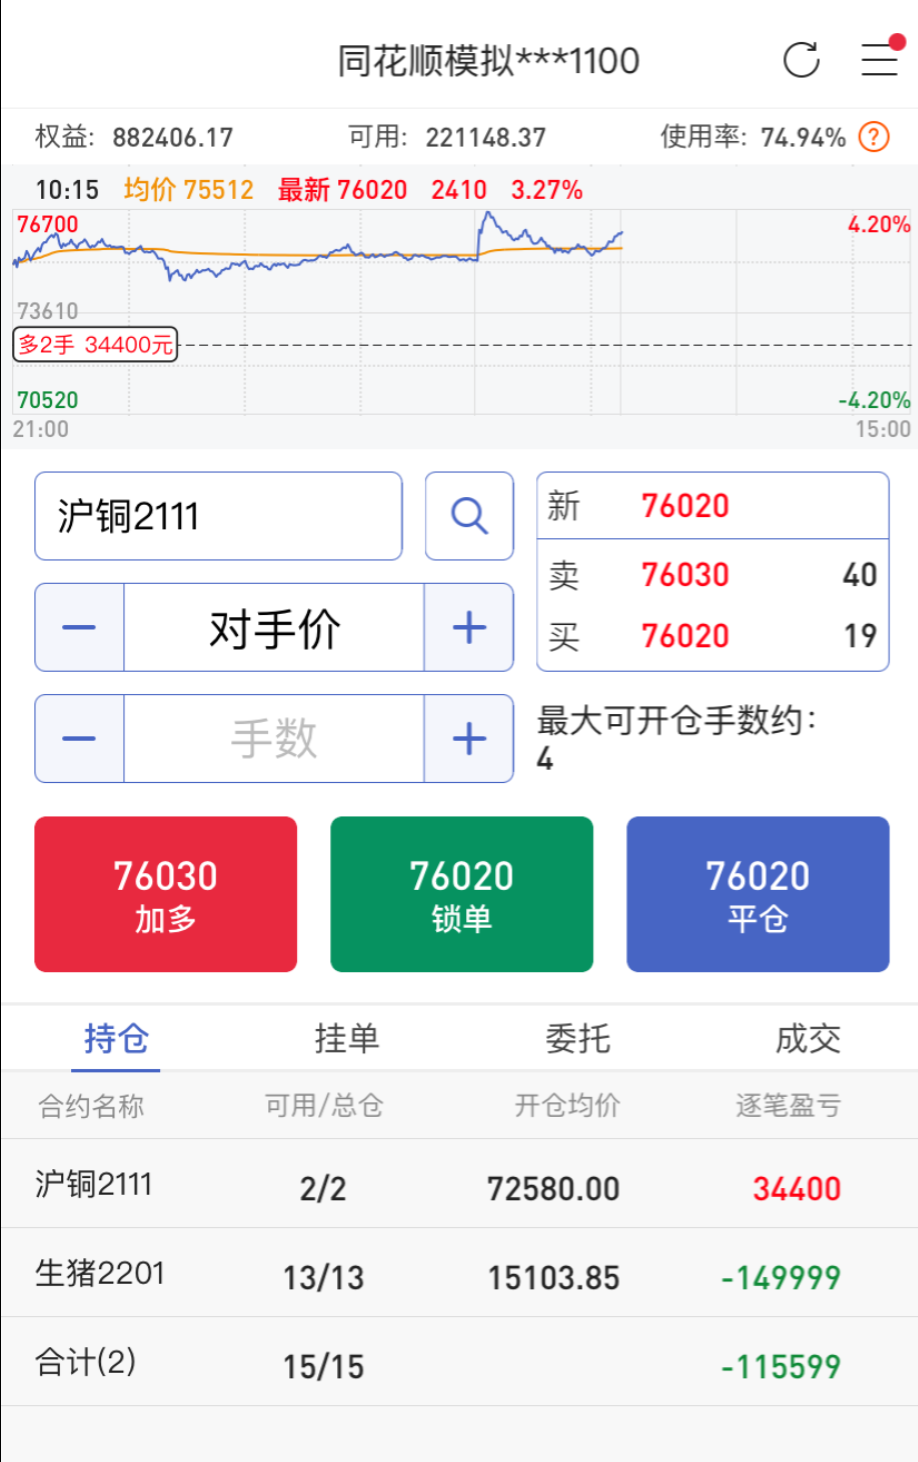 同花顺模拟***1100
权益: 882406.17 可用: 221148.37 使用率: 74.94% ?
10:15 均价 75512 最新 76020 2410 3.27%
76700 4.20%
73610
多2手 34400元
70520 -4.20%
21:00 15:00
沪铜2111
新 76020
卖 76030 40
买 76020 19
对手价
手数
最大可开仓手数约:
4
76030 76020 76020
加多 锁单 平仓
持仓 挂单 委托 成交
合约名称 可用/总仓 开仓均价 逐笔盈亏
沪铜2111 2/2 72580.00 34400
生猪2201 13/13 15103.85 -149999
合计(2) 15/15 -115599